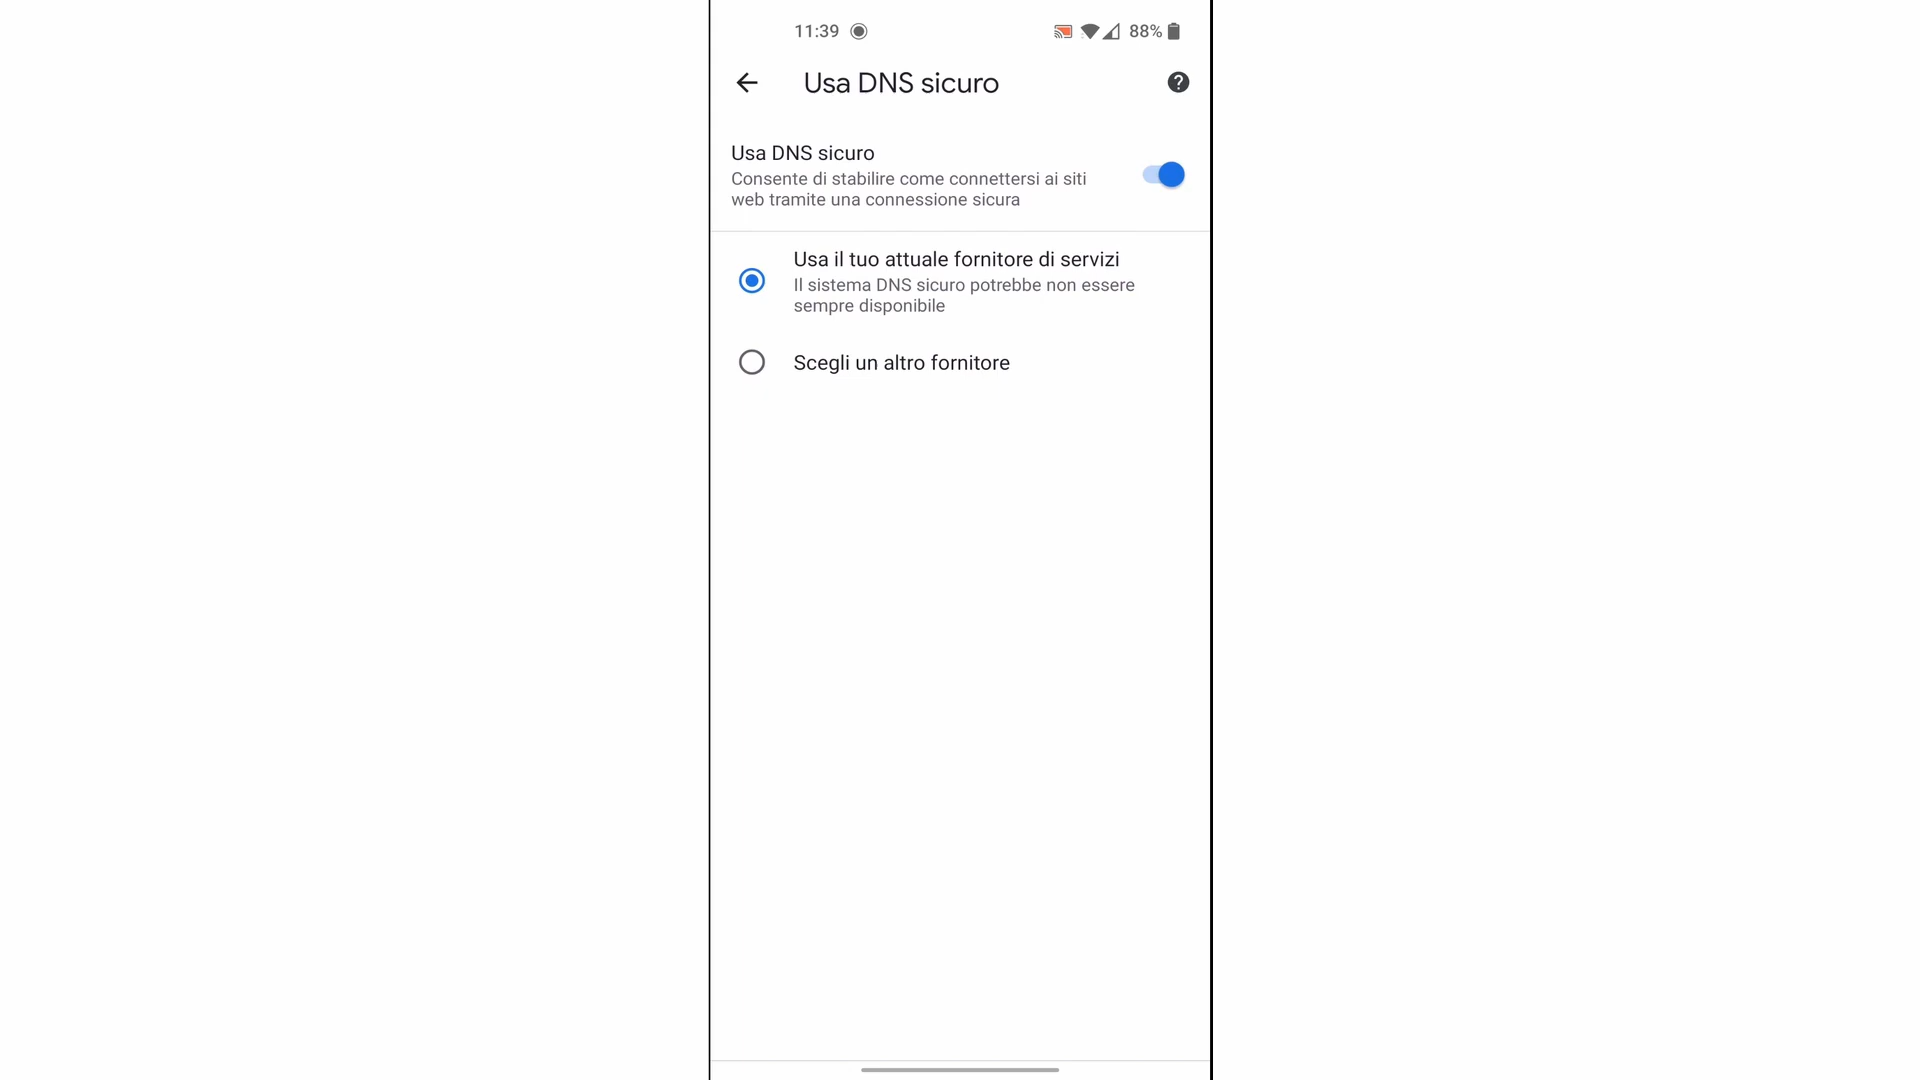 11:39
88%
Usa DNS sicuro
Usa DNS sicuro
Consente di stabilire come connettersi ai siti
web tramite una connessione sicura
Usa il tuo attuale fornitore di servizi
Il sistema DNS sicuro potrebbe non essere
sempre disponibile
Scegli un altro fornitore